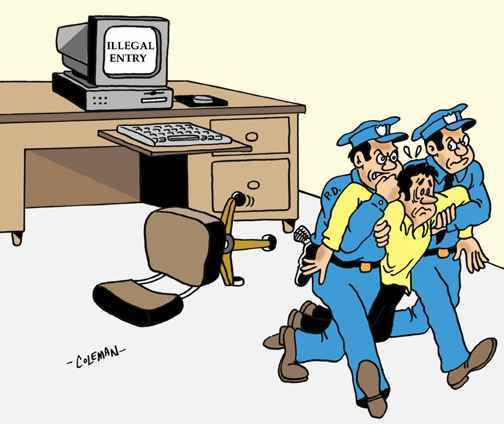 ILLEGAL
ENTRY
P.D.
-COLEMAN-